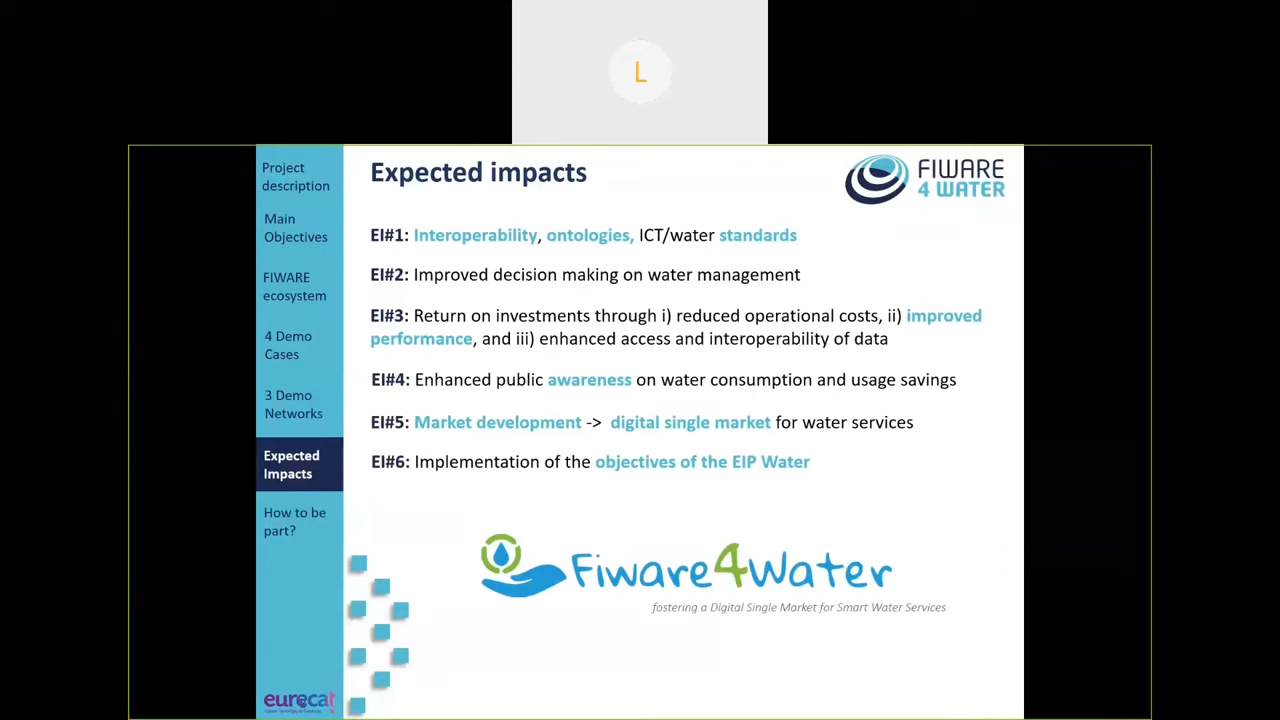 L
Project
description
Main
Objectives
FIWARE
ecosystem
4 Demo
Cases
3 Demo
Networks
Expected
Impacts
How to be
part?
eurecat
Expected impacts
FIWARE
4 WATER
EI#1: Interoperability, ontologies, ICT/water standards
EI#2: Improved decision making on water management
EI#3: Return on investments through i) reduced operational costs, ii) improved
performance, and iii) enhanced access and interoperability of data
EI#4: Enhanced public awareness on water consumption and usage savings
EI#5: Market development -> digital single market for water services
EI#6: Implementation of the objectives of the EIP Water
Fiware4Water
fostering a Digital Single Market for Smart Water Services